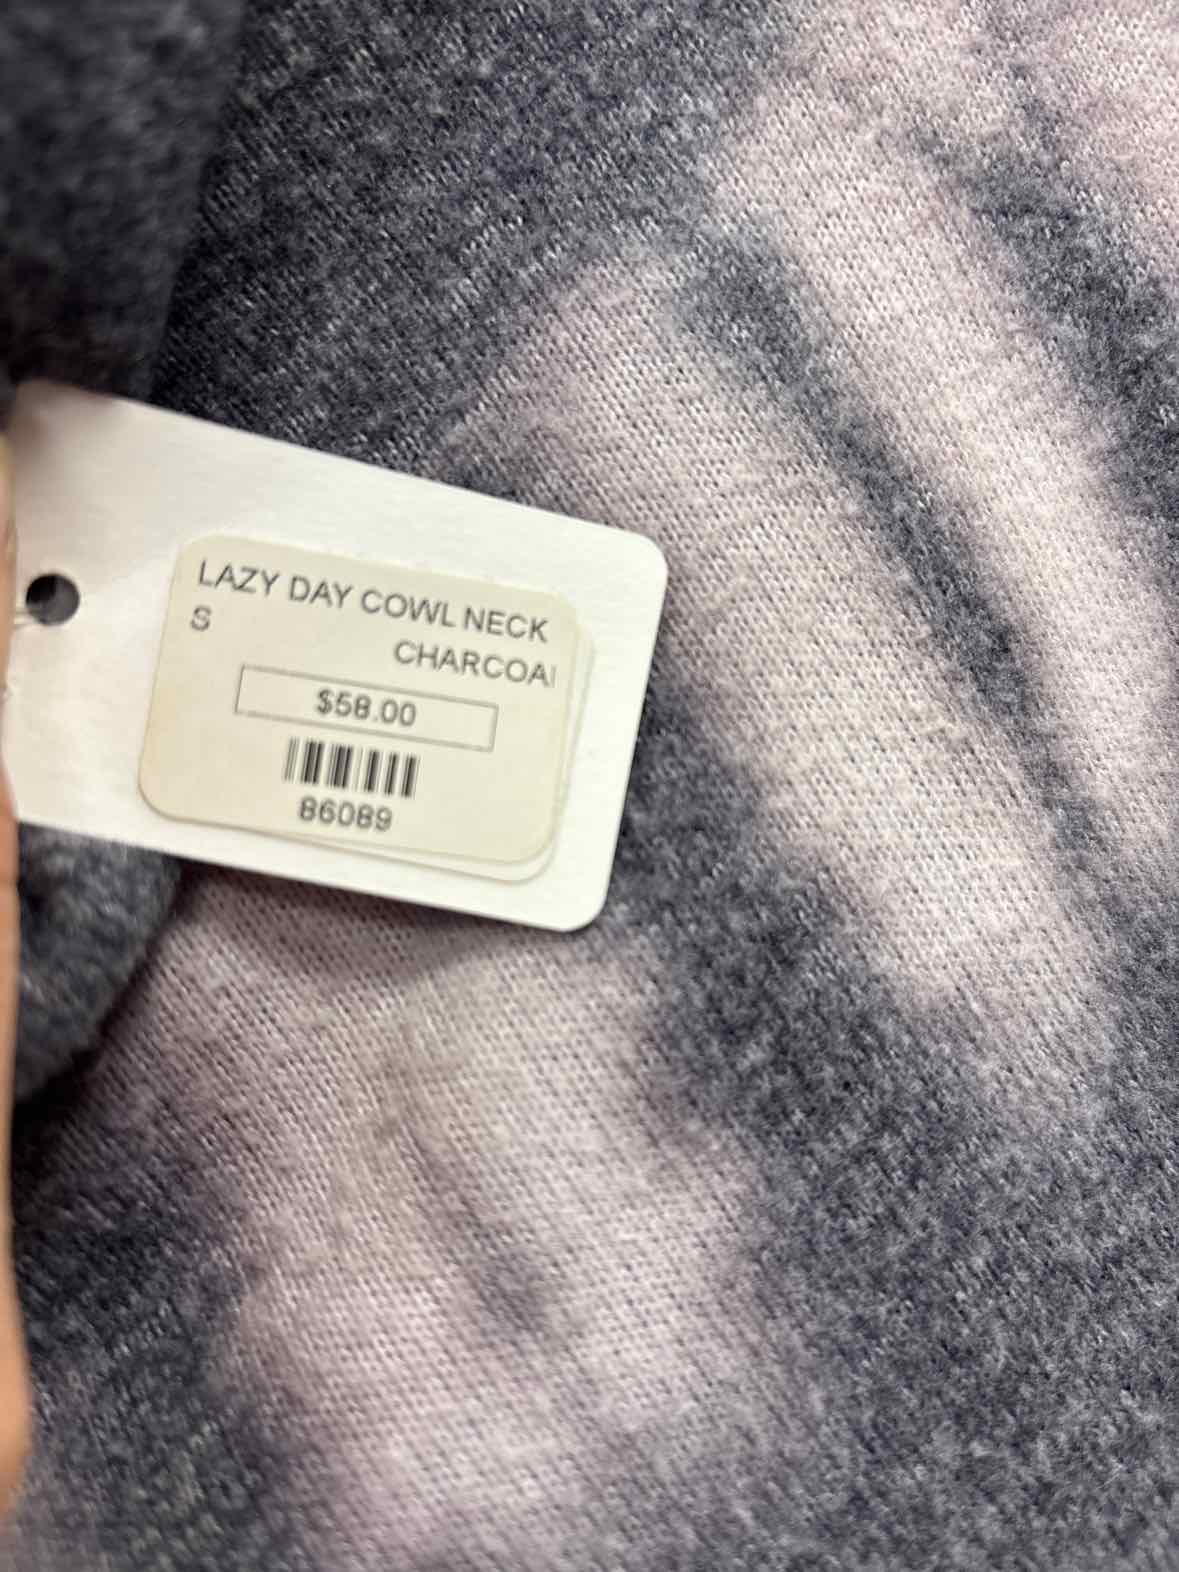 LAZY DAY COWL NECK
S
CHARCOAL
$58.00
86089